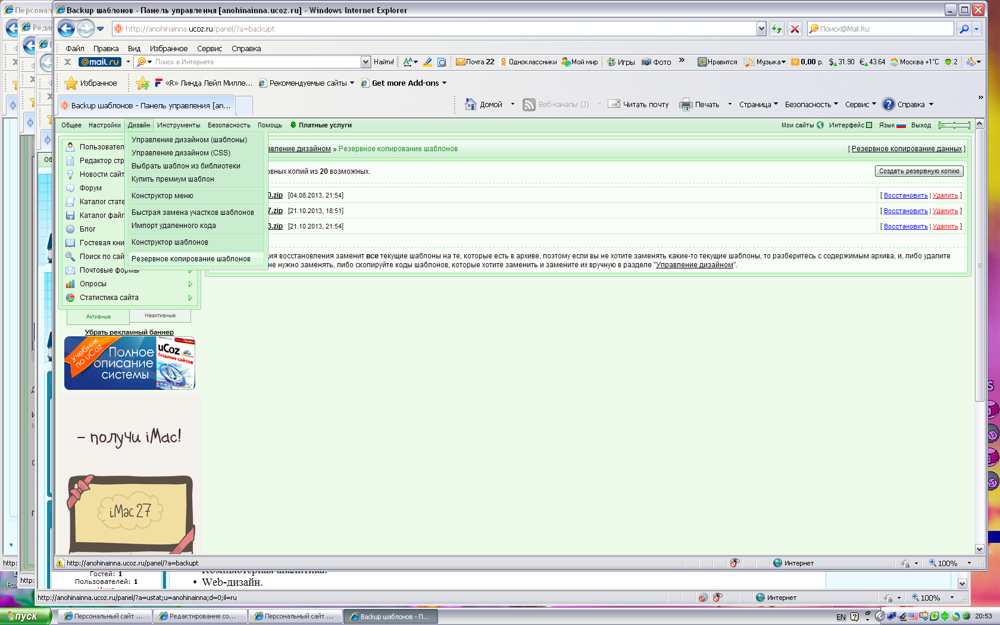 Персонал
Backup шаблонов - Панель управления [anohinainna.ucoz.ru] - Windows Internet Explorer
http://anohinainna.ucoz.ru/panel/?a=backupt
Поиск@Mail.Ru
Файл Правка Вид Избранное Сервис Справка
@mail.ru Поиск в Интернете Найти! Почта 22 Одноклассники Мой мир Игры Фото » Нравится Музыка 0,00 р. $ 31.90 € 43.64 Москва +1°C 2
Избранное «R» Линда Лейл Милле... Рекомендуемые сайты Get more Add-ons
Backup шаблонов - Панель управления [an...
Домой Веб-каналы (J) Читать почту Печать Страница Безопасность Сервис Справка »
Общее Настройки Дизайн Инструменты Безопасность Помощь $ Платные услуги
Мои сайты Интерфейс Язык Выход
Управление дизайном (шаблоны)
Управление дизайном (CSS)
Выбрать шаблон из библиотеки
Купить премиум шаблон
Конструктор меню
Быстрая замена участков шаблонов
Импорт удаленного кода
Конструктор шаблонов
Резервное копирование шаблонов
Пользовател
Редактор стр
Новости сайт
Форум
Каталог стате
Каталог файл
Блог
Гостевая кни
Поиск по сай
Почтовые формы
Опросы
Статистика сайта
Активные Неактивные
авление дизайном » Резервное копирование шаблонов
[ Резервное копирование данных ]
овных копий из 20 возможных.
Создать резервную копию
0.zip [04.08.2013, 21:54] [ Восстановить | Удалить ]
7.zip [21.10.2013, 18:51] [ Восстановить | Удалить ]
3.zip [21.10.2013, 21:54] [ Восстановить | Удалить ]
ция восстановления заменит все текущие шаблоны на те, которые есть в архиве, поэтому если вы не хотите заменять какие-то текущие шаблоны, то разберитесь с содержимым архива, и, либо удалите
не нужно заменять, либо скопируйте коды шаблонов, которые хотите заменить и замените их вручную в разделе "Управление дизайном".
Убрать рекламный баннер
Учебник по uCoz
Полное
описание
системы
uCoz
Создание сайтов
– получи iMac!
iMac 27
http://anohinainna.ucoz.ru/panel/?a=backupt
Интернет
100%
Гостей: 1
Пользователей: 1
Компьютерная аналитика.
• Web-дизайн.
http://anohinainna.ucoz.ru/panel/?a=ustat;u=anohinainna;d=0;il=ru
Интернет
100%
пуск
Персональный сайт ...
Редактирование со...
Персональный сайт ...
Backup шаблонов - П...
EN
20:53